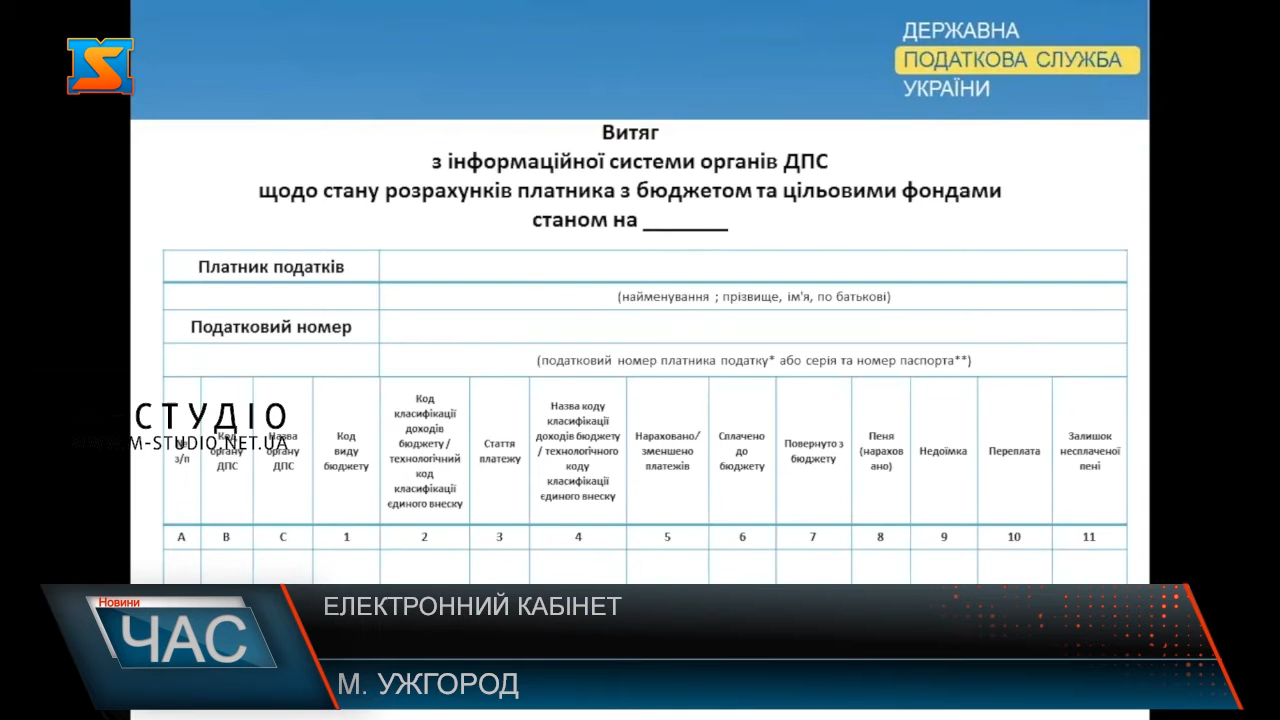 ДЕРЖАВНА
ПОДАТКОВА СЛУЖБА
УКРАЇНИ
Витяг
з інформаційної системи органів ДПС
щодо стану розрахунків платника з бюджетом та цільовими фондами
станом на _______
Платник податків
(найменування ; прізвище, ім'я, по батькові)
Податковий номер
(податковий номер платника податку* або серія та номер паспорта**)
СТУДІО
M-STUDIO.NET.UA
з/п
Код
органу
ДПС
Назва
органу
ДПС
Код
виду
бюджету
Код
класифікації
доходів
бюджету /
технологічний
код
класифікації
єдиного внеску
Стаття
платежу
Назва коду
класифікації
доходів бюджету
/ технологічного
коду
класифікації
єдиного внеску
Нараховано/
зменшено
платежів
Сплачено
до
бюджету
Повернуто з
бюджету
Пеня
(нарахов
ано)
Недоїмка
Переплата
Залишок
несплаченої
пені
А В С 1 2 3 4 5 6 7 8 9 10 11
Новини
ЧАС
ЕЛЕКТРОННИЙ КАБІНЕТ
М. УЖГОРОД